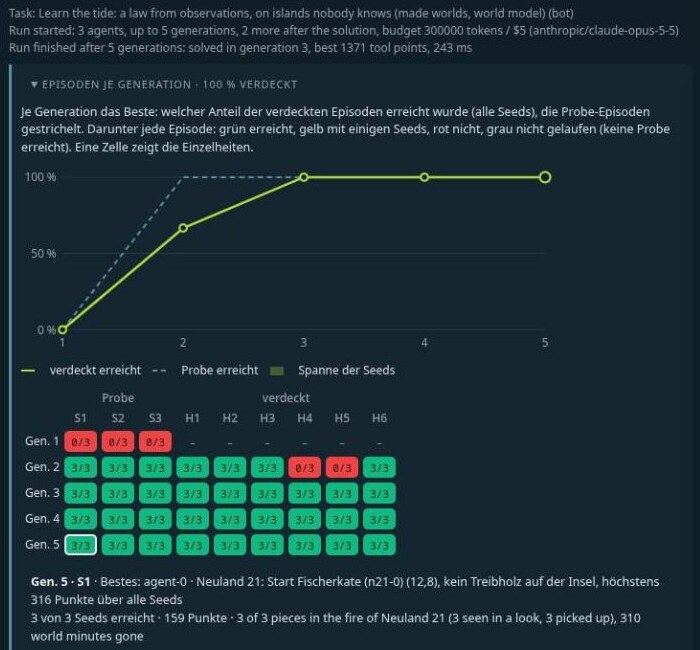 Task: Learn the tide: a law from observations, on islands nobody knows (made worlds, world model) (bot)
Run started: 3 agents, up to 5 generations, 2 more after the solution, budget 300000 tokens / $5 (anthropic/claude-opus-5-5)
Run finished after 5 generations: solved in generation 3, best 1371 tool points, 243 ms
▼ EPISODEN JE GENERATION · 100 % VERDECKT
Je Generation das Beste: welcher Anteil der verdeckten Episoden erreicht wurde (alle Seeds), die Probe-Episoden
gestrichelt. Darunter jede Episode: grün erreicht, gelb mit einigen Seeds, rot nicht, grau nicht gelaufen (keine Probe
erreicht). Eine Zelle zeigt die Einzelheiten.
100 %
50 %
0 %
1 2 3 4 5
verdeckt erreicht Probe erreicht Spanne der Seeds
Probe verdeckt
S1 S2 S3 H1 H2 H3 H4 H5 H6
Gen. 1 0/3 0/3 0/3 – – – – – –
Gen. 2 3/3 3/3 3/3 3/3 3/3 3/3 0/3 0/3 3/3
Gen. 3 3/3 3/3 3/3 3/3 3/3 3/3 3/3 3/3 3/3
Gen. 4 3/3 3/3 3/3 3/3 3/3 3/3 3/3 3/3 3/3
Gen. 5 3/3 3/3 3/3 3/3 3/3 3/3 3/3 3/3 3/3
Gen. 5 · S1 · Bestes: agent-0 · Neuland 21: Start Fischerkate (n21-0) (12,8), kein Treibholz auf der Insel, höchstens
316 Punkte über alle Seeds
3 von 3 Seeds erreicht · 159 Punkte · 3 of 3 pieces in the fire of Neuland 21 (3 seen in a look, 3 picked up), 310
world minutes gone